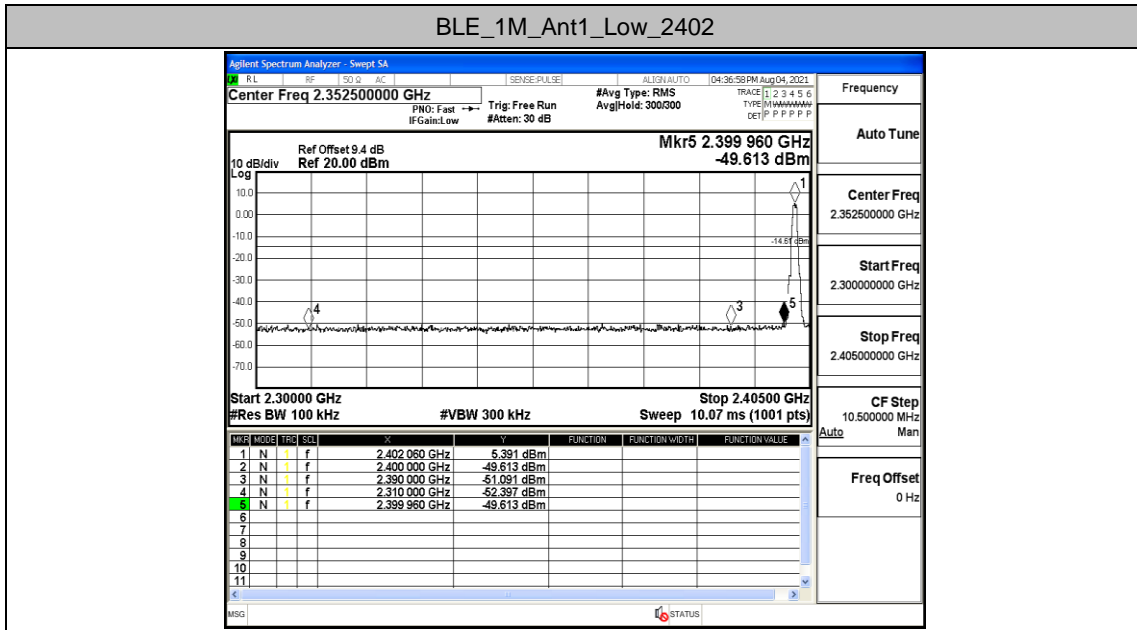 BLE_1M_Ant1_Low_2402
Agilent Spectrum Analyzer - Swept SA
RL RF 50 Ω AC SENSE:PULSE ALIGN AUTO 04:36:58 PM Aug 04, 2021
Center Freq 2.352500000 GHz
PNO: Fast
IFGain:Low
Trig: Free Run
#Atten: 30 dB
#Avg Type: RMS
Avg|Hold: 300/300
TRACE 1 2 3 4 5 6
TYPE M WWWWW
DET P P P P P P
Ref Offset 9.4 dB
10 dB/div Ref 20.00 dBm
Log
Mkr5 2.399 960 GHz
-49.613 dBm
10.0
0.00
-10.0
-20.0
-30.0
-40.0
-50.0
-60.0
-70.0
1
-14.61 dBm
4
3
5
Start 2.30000 GHz Stop 2.40500 GHz
#Res BW 100 kHz #VBW 300 kHz Sweep 10.07 ms (1001 pts)
MKR MODE TRC SCL X Y FUNCTION FUNCTION WIDTH FUNCTION VALUE
1 N 1 f 2.402 060 GHz 5.391 dBm
2 N 1 f 2.400 000 GHz -49.613 dBm
3 N 1 f 2.390 000 GHz -51.091 dBm
4 N 1 f 2.310 000 GHz -52.397 dBm
5 N 1 f 2.399 960 GHz -49.613 dBm
6
7
8
9
10
11
MSG STATUS
Frequency
Auto Tune
Center Freq
2.352500000 GHz
Start Freq
2.300000000 GHz
Stop Freq
2.405000000 GHz
CF Step
10.500000 MHz
Auto Man
Freq Offset
0 Hz